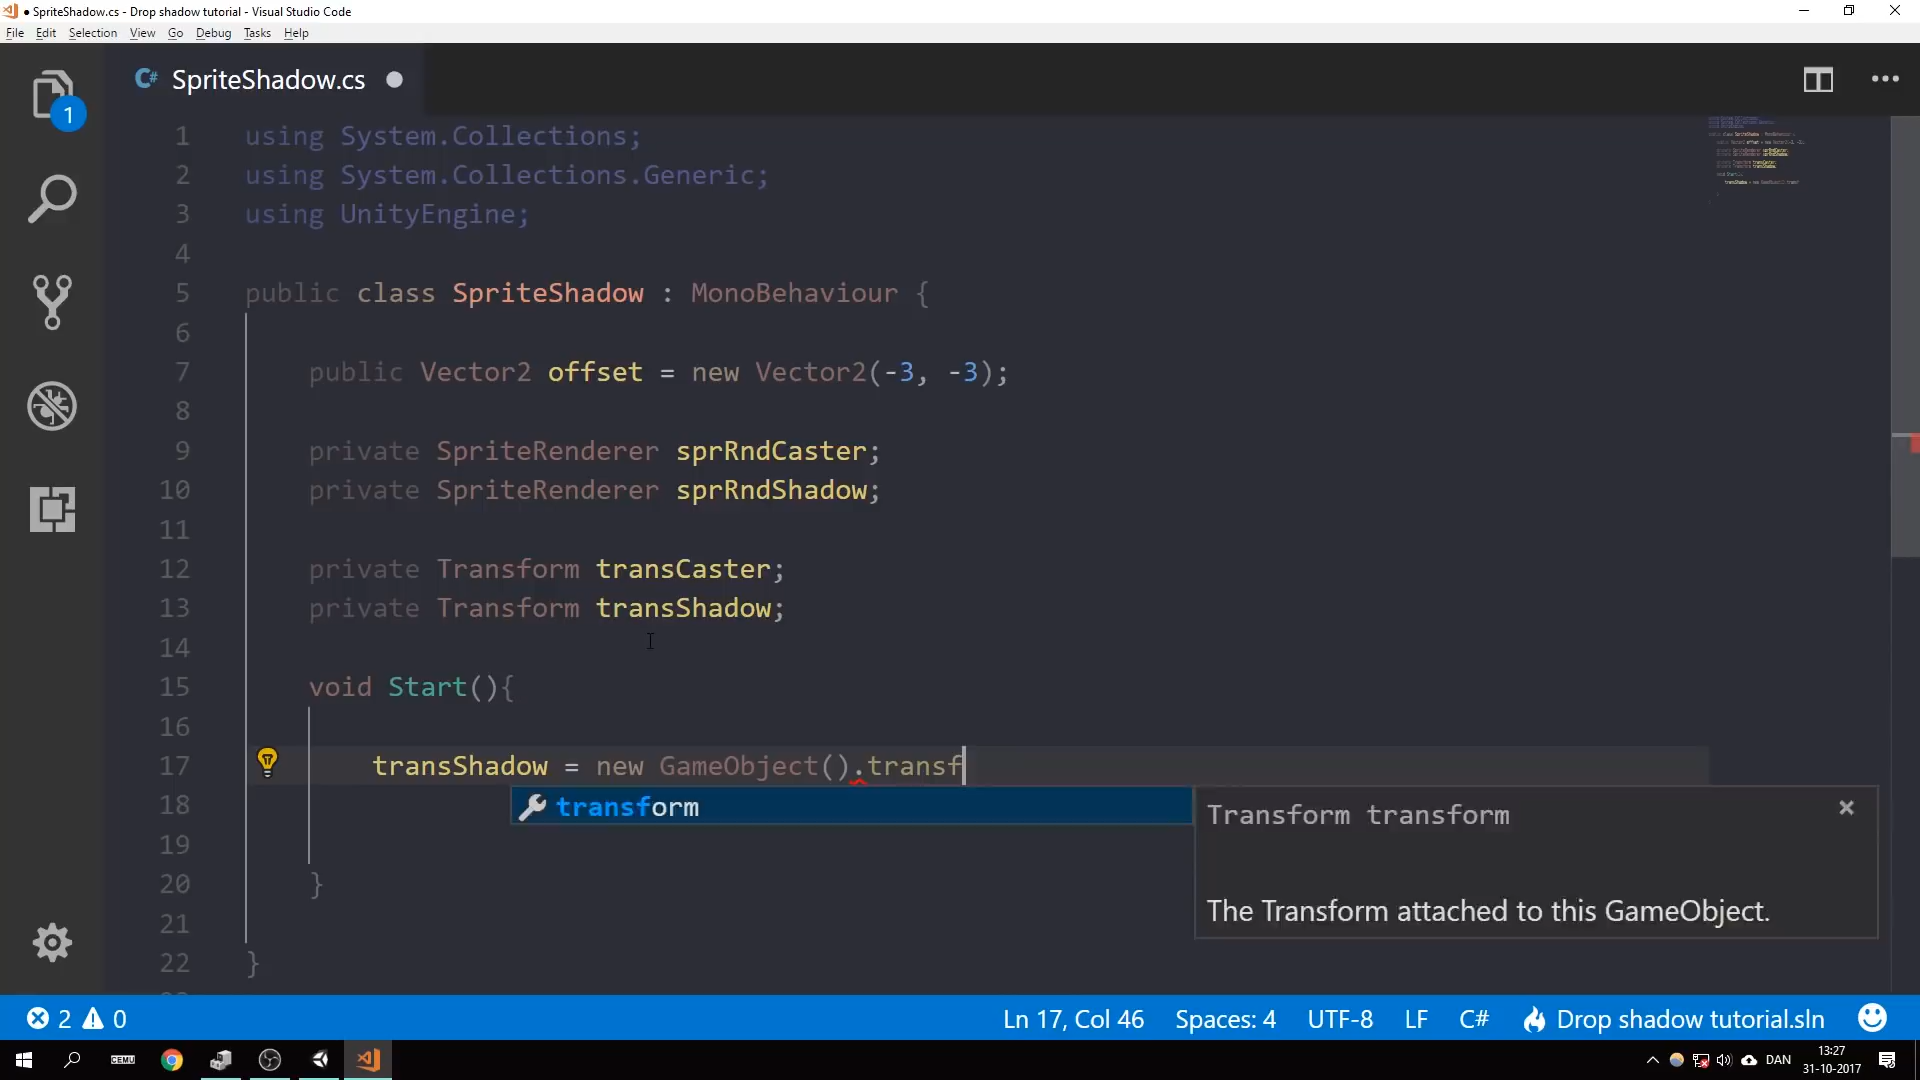 ● SpriteShadow.cs - Drop shadow tutorial - Visual Studio Code
File Edit Selection View Go Debug Tasks Help
1
C# SpriteShadow.cs
1 using System.Collections;
2 using System.Collections.Generic;
3 using UnityEngine;
4
5 public class SpriteShadow : MonoBehaviour {
6
7 public Vector2 offset = new Vector2(-3, -3);
8
9 private SpriteRenderer sprRndCaster;
10 private SpriteRenderer sprRndShadow;
11
12 private Transform transCaster;
13 private Transform transShadow;
14
15 void Start(){
16
17 transShadow = new GameObject().transf
18 transform
Transform transform
19
20 }
The Transform attached to this GameObject.
21
22 }
2 0 Ln 17, Col 46 Spaces: 4 UTF-8 LF C# Drop shadow tutorial.sln
CEMU DAN 13:27
31-10-2017